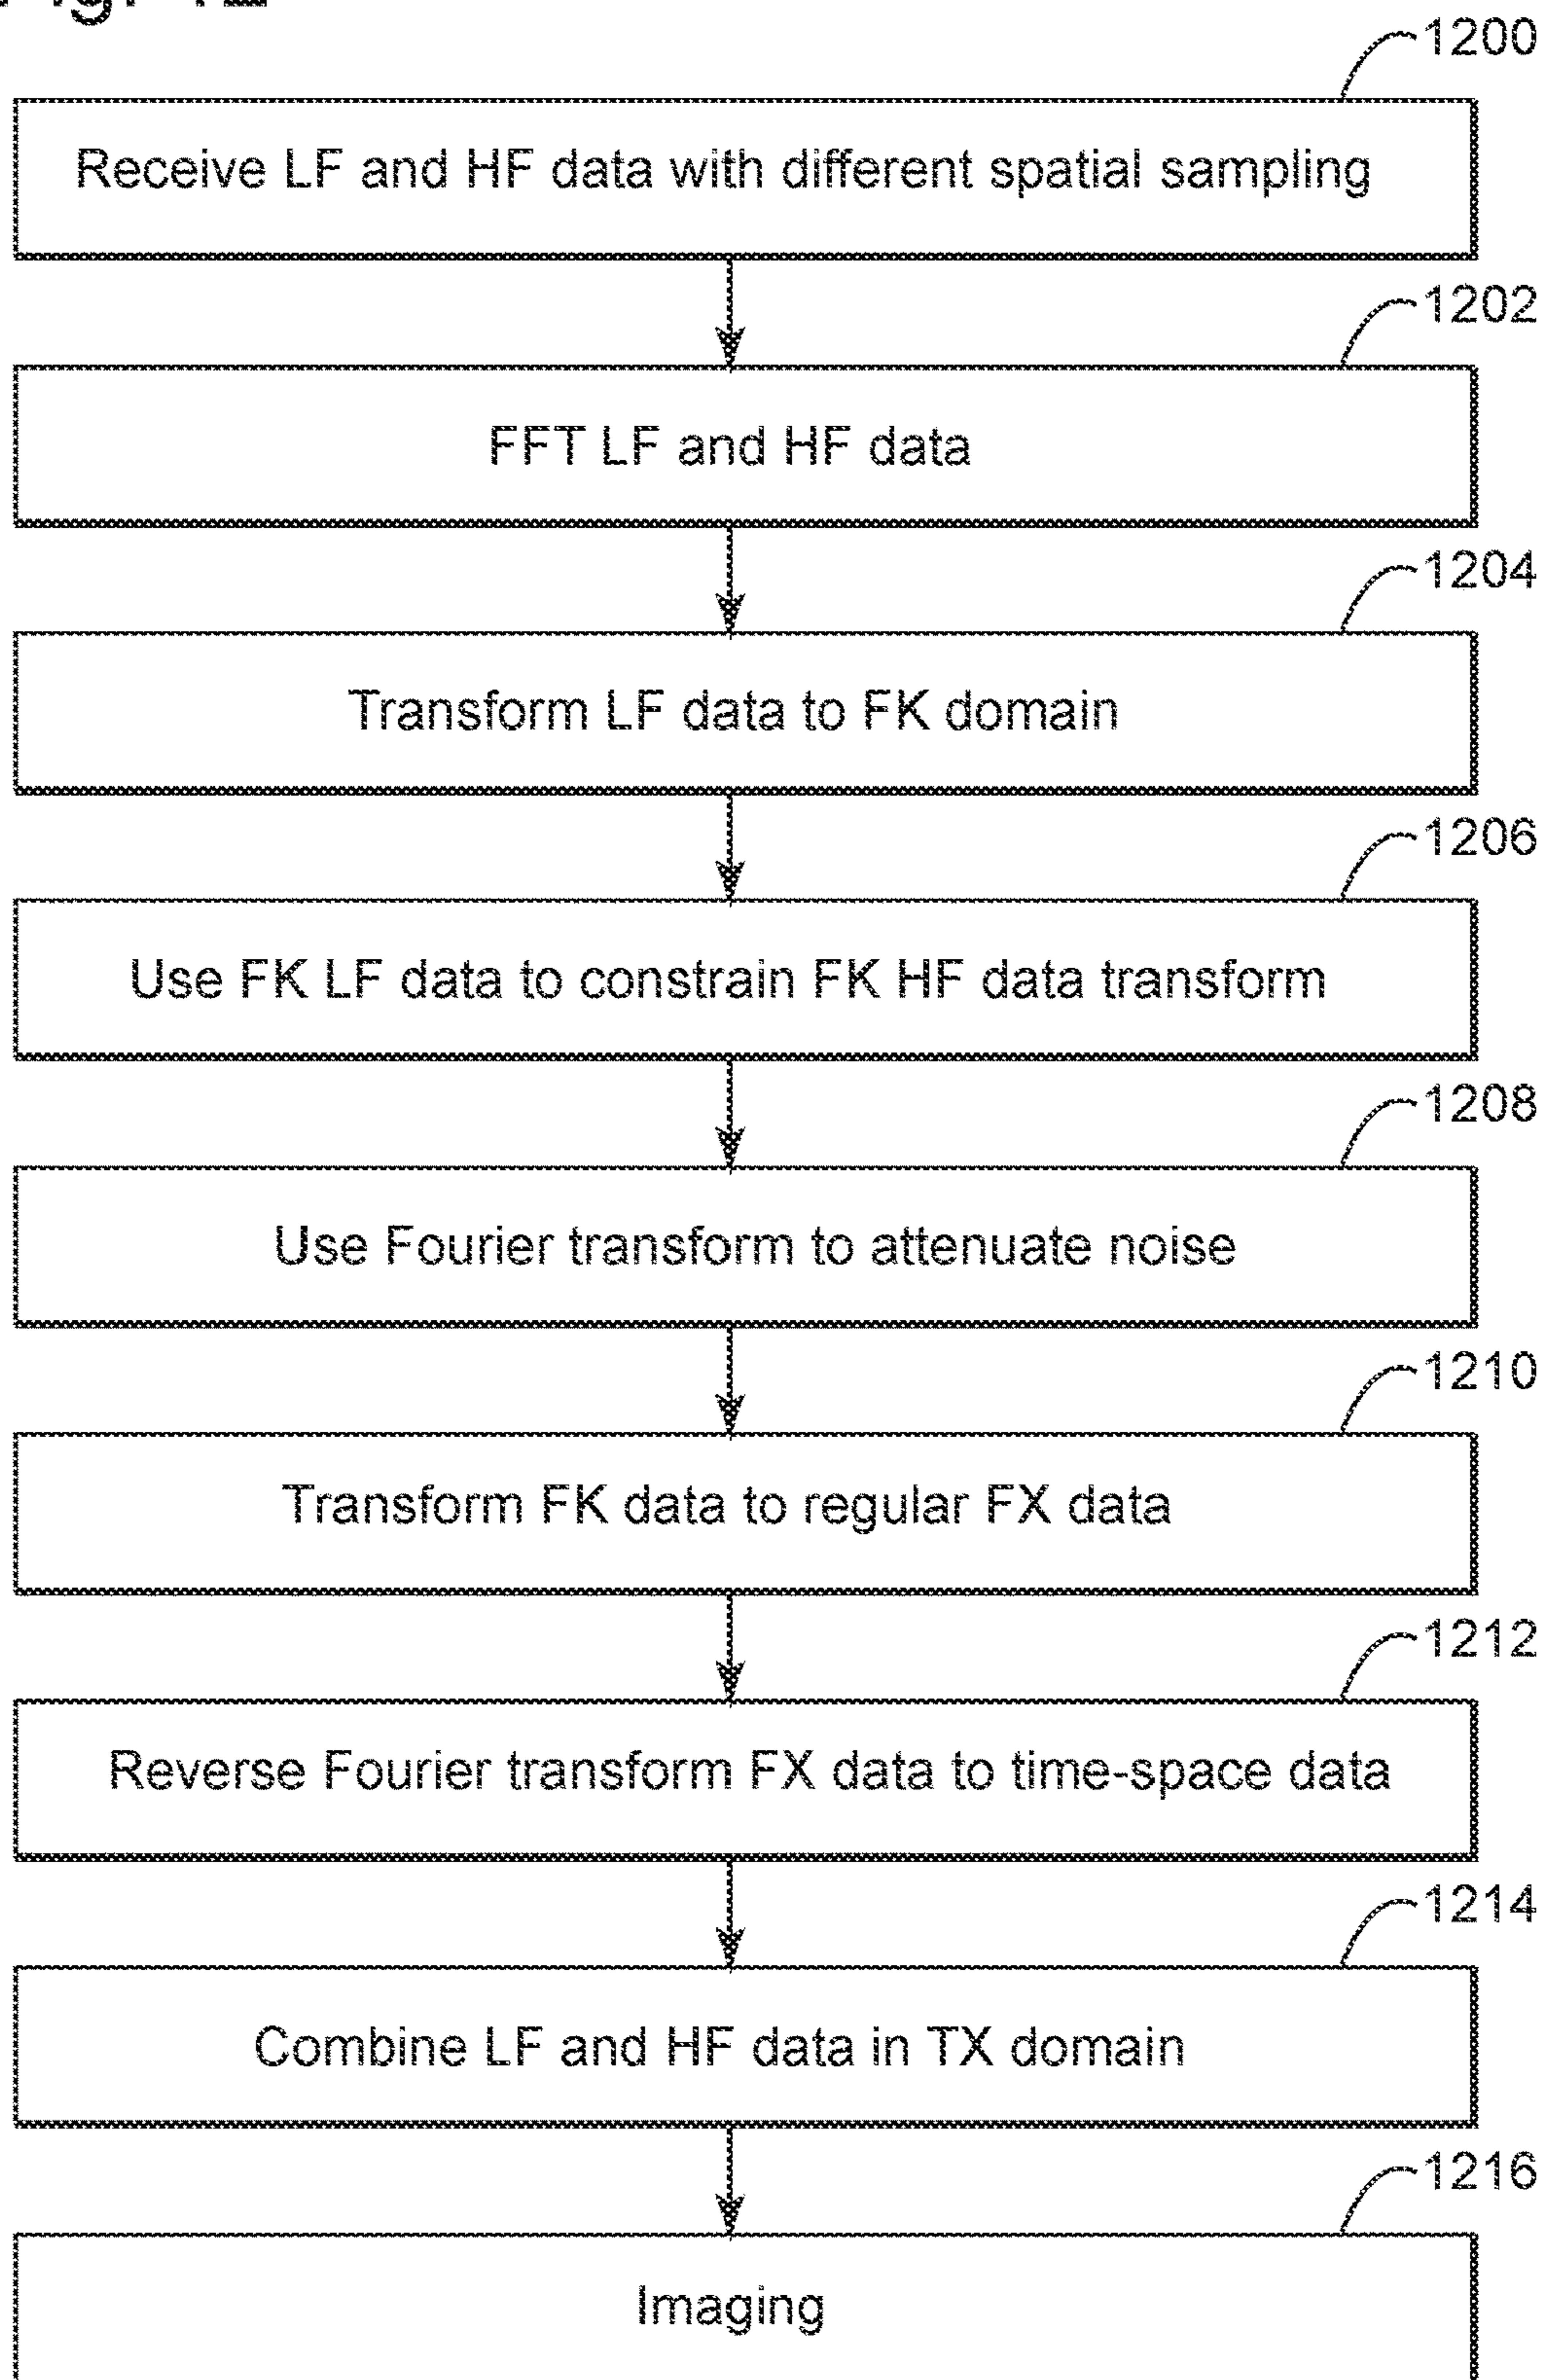 Fig. 12
1200
Receive LF and HF data with different spatial sampling
1202
FFT LF and HF data
1204
Transform LF data to FK domain
1206
Use FK LF data to constrain FK HF data transform
1208
Use Fourier transform to attenuate noise
1210
Transform FK data to regular FX data
1212
Reverse Fourier transform FX data to time-space data
1214
Combine LF and HF data in TX domain
1216
Imaging